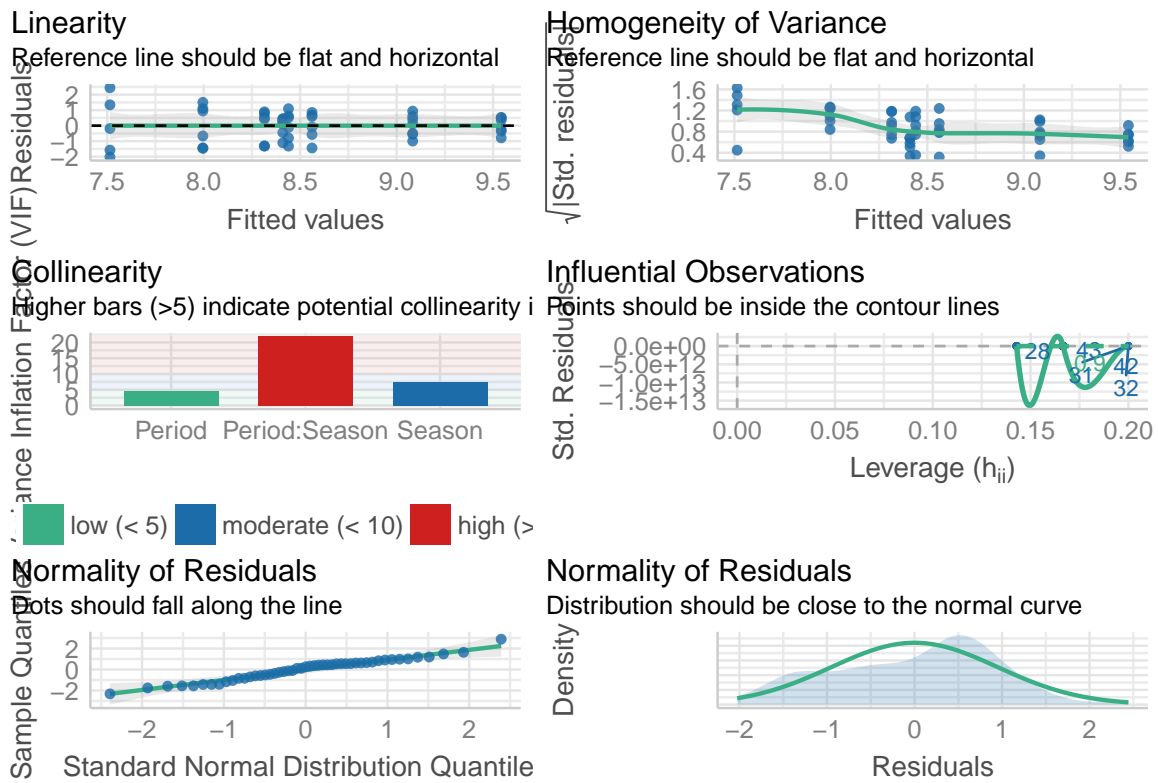 Linearity
Reference line should be flat and horizontal
Residuals
2
1
0
−1
−2
7.5 8.0 8.5 9.0 9.5
Fitted values
Homogeneity of Variance
Reference line should be flat and horizontal
√|Std. residuals|
1.6
1.2
0.8
0.4
7.5 8.0 8.5 9.0 9.5
Fitted values
Collinearity
Higher bars (>5) indicate potential collinearity i
iance Inflation Factor (VIF)
20
15
10
5
0
Period Period:Season Season
low (< 5) moderate (< 10) high (>
Influential Observations
Points should be inside the contour lines
Std. Residuals
0.0e+00
−5.0e+12
−1.0e+13
−1.5e+13
28 43
0.9
31 42
32
0.00 0.05 0.10 0.15 0.20
Leverage (hii)
Normality of Residuals
Dots should fall along the line
Sample Quantiles
2
0
−2
−2 −1 0 1 2
Standard Normal Distribution Quantile
Normality of Residuals
Distribution should be close to the normal curve
Density
−2 −1 0 1 2
Residuals